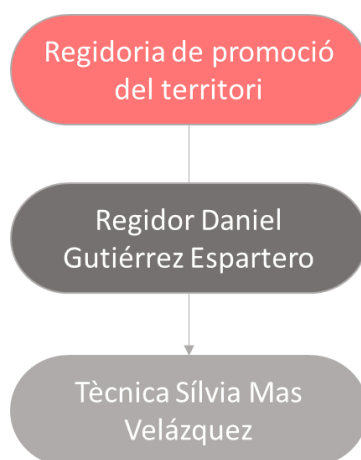 Regidoria de promoció
del territori
Regidor Daniel
Gutiérrez Espartero
Tècnica Sílvia Mas
Velázquez